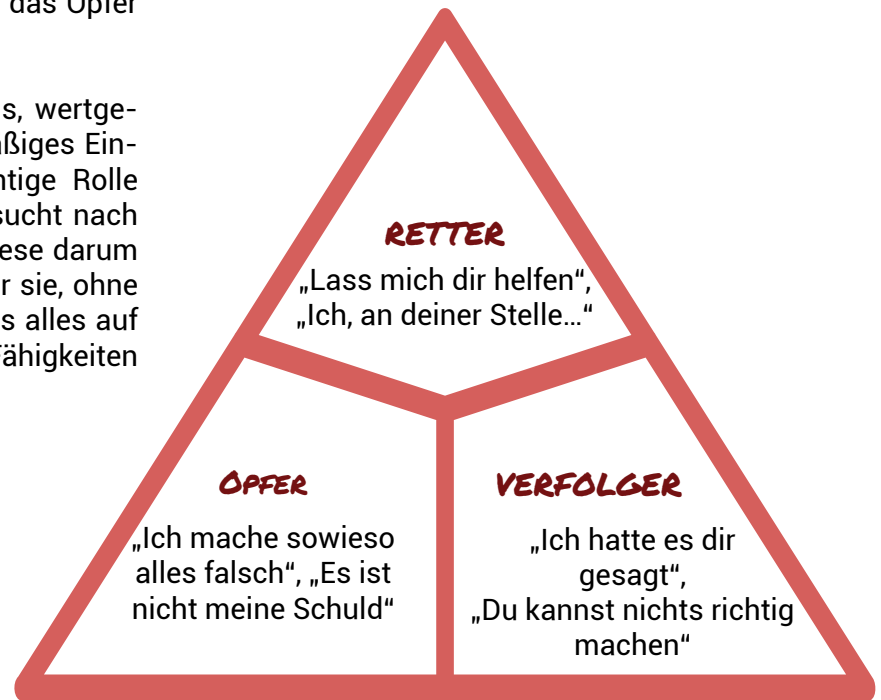 das Opfer
s, wertge-
ßiges Ein-
ntige Rolle
sucht nach
ese darum
r sie, ohne
s alles auf
Fähigkeiten
RETTER
„Lass mich dir helfen“,
„Ich, an deiner Stelle...“
OPFER
„Ich mache sowieso
alles falsch“, „Es ist
nicht meine Schuld“
VERFOLGER
„Ich hatte es dir
gesagt“,
„Du kannst nichts richtig
machen“